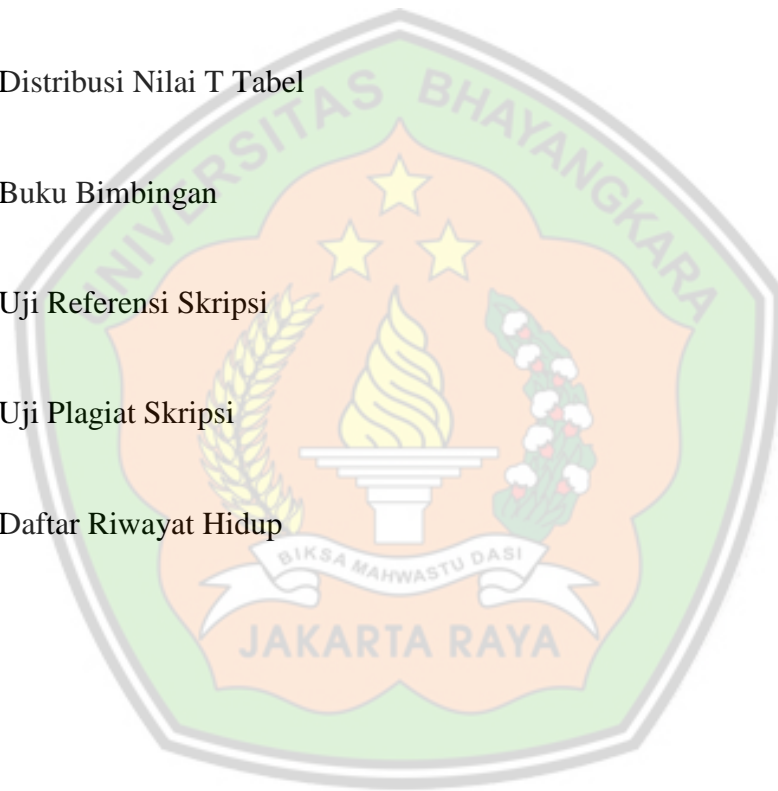 Distribusi Nilai T Tabel
Buku Bimbingan
Uji Referensi Skripsi
Uji Plagiat Skripsi
Daftar Riwayat Hidup
UNIVERSITAS BHAYANGKARA
BIKSA MAHWASTU DASI
JAKARTA RAYA